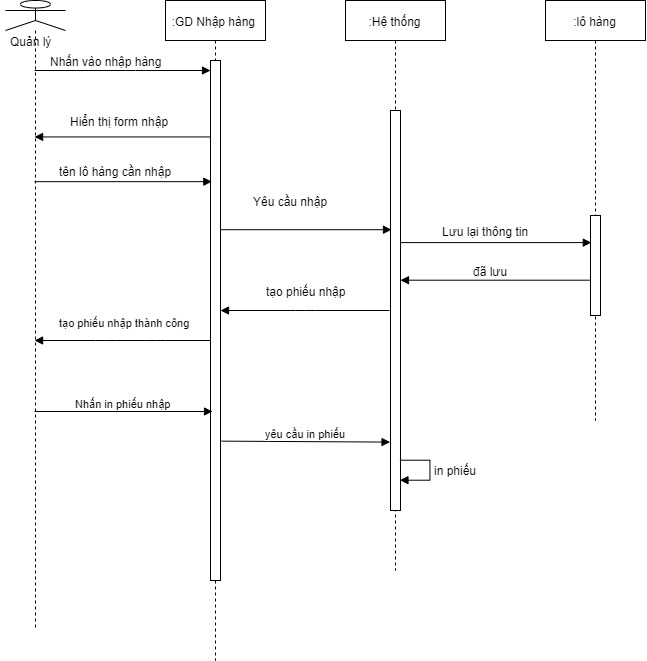 :GD Nhập hàng
:Hệ thống
:lô hàng
Quản lý
Nhấn vào nhập hàng
Hiển thị form nhập
tên lô hàng cần nhập
Yêu cầu nhập
Lưu lại thông tin
đã lưu
tạo phiếu nhập
tạo phiếu nhập thành công
Nhấn in phiếu nhập
yêu cầu in phiếu
in phiếu